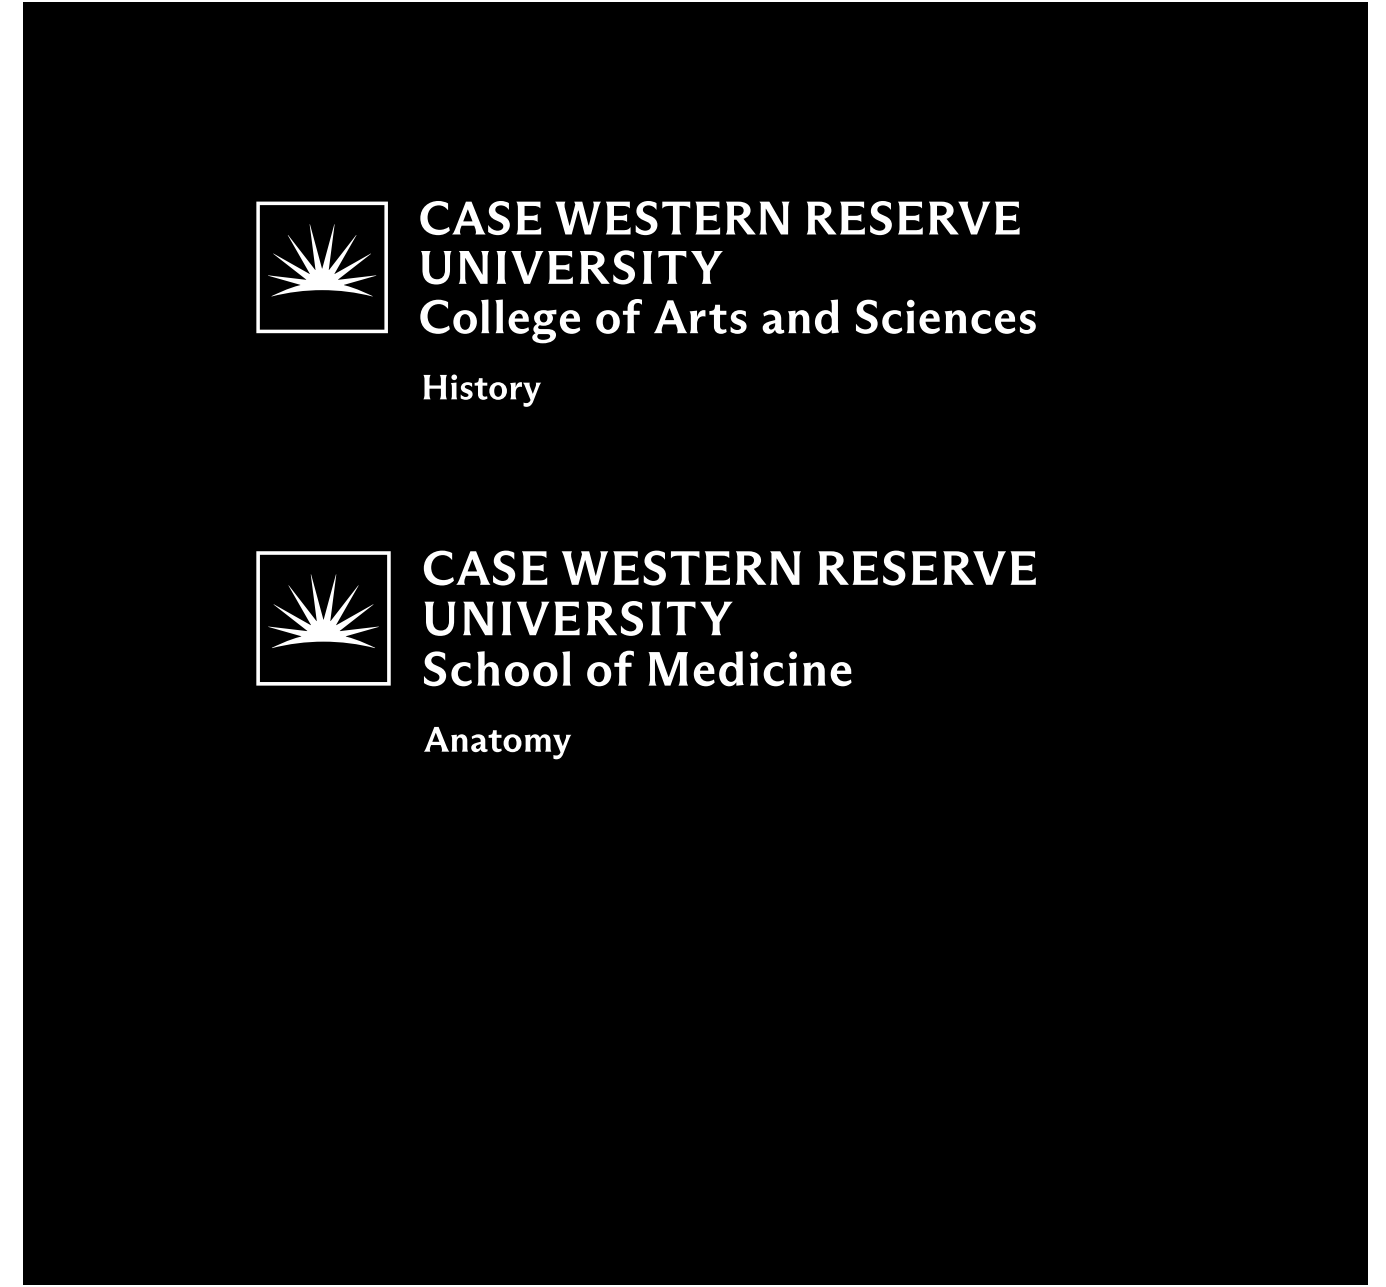 CASE WESTERN RESERVE
UNIVERSITY
College of Arts and Sciences
History
CASE WESTERN RESERVE
UNIVERSITY
School of Medicine
Anatomy